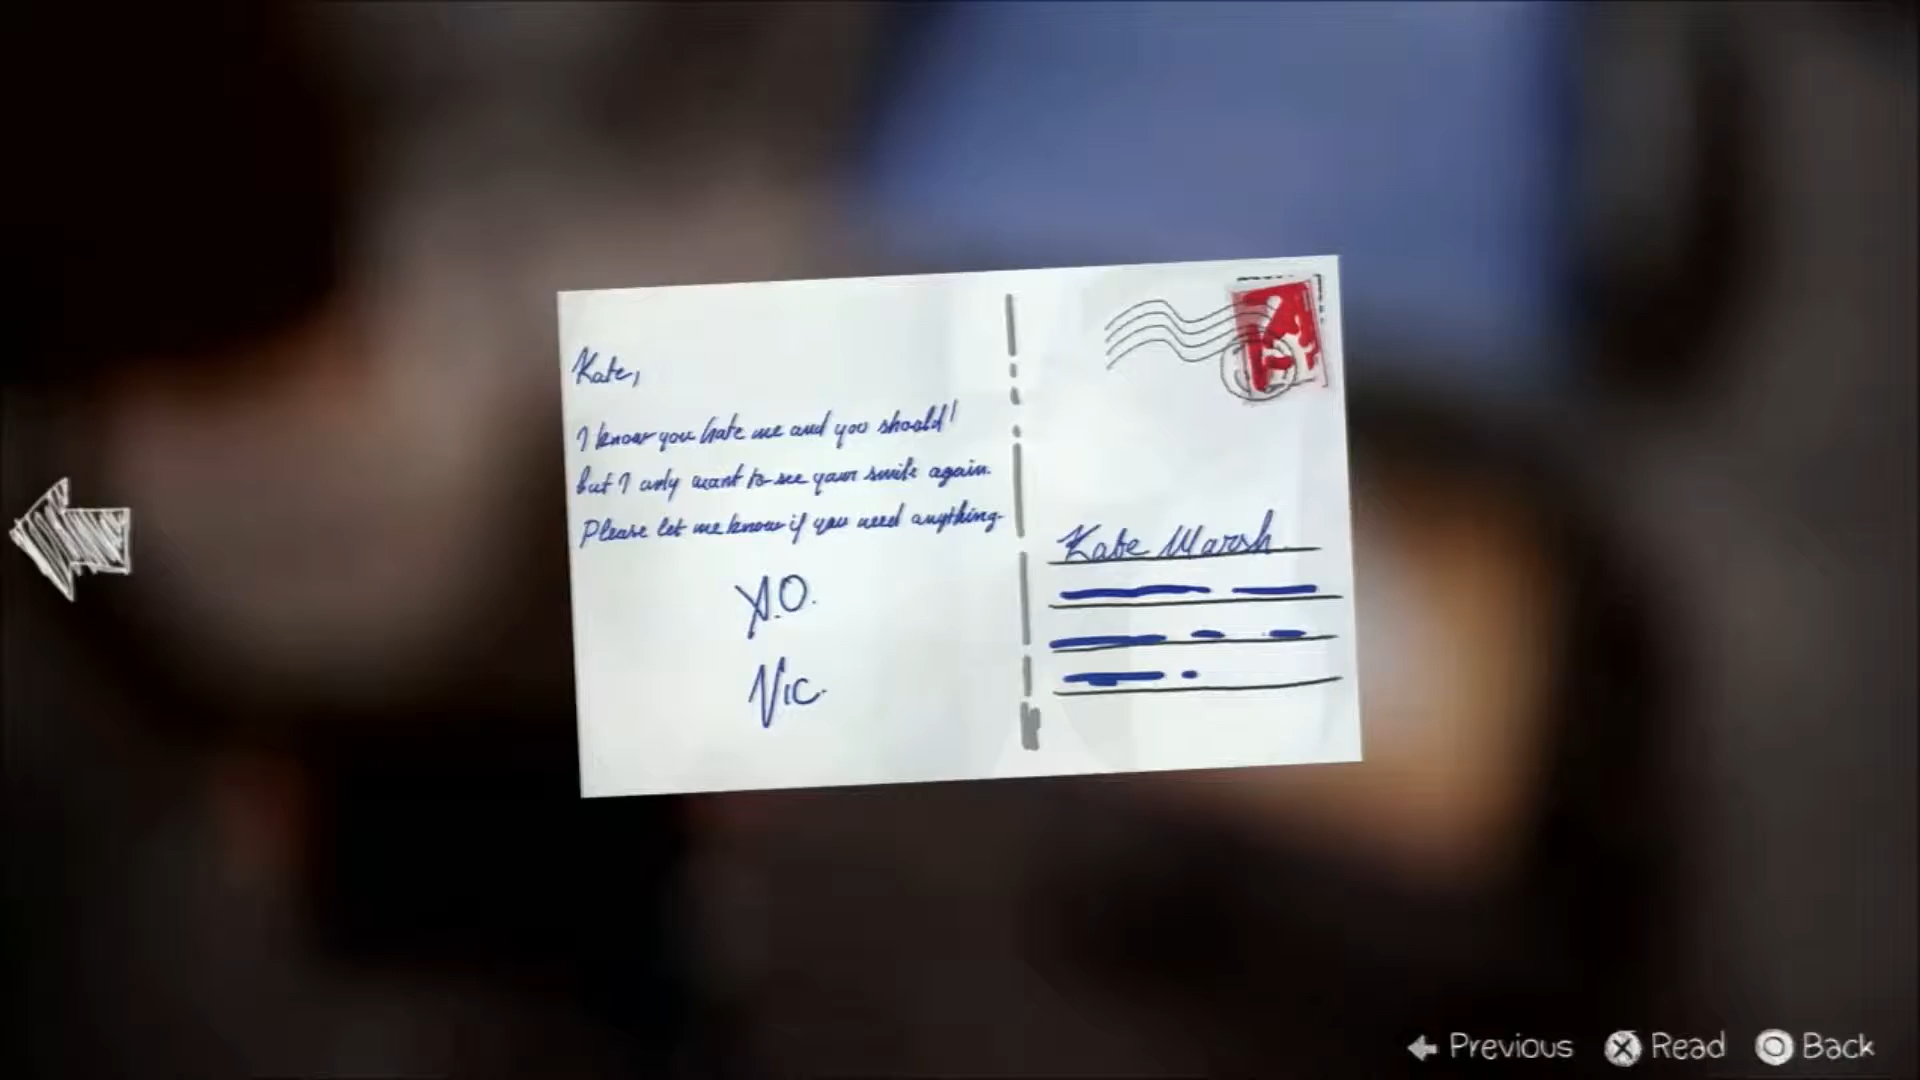 Kate,
I know you hate me and you should!
but I only want to see your smile again.
Please let me know if you need anything.
X.O.
Vic.
Kate Marsh
Previous
Read
Back